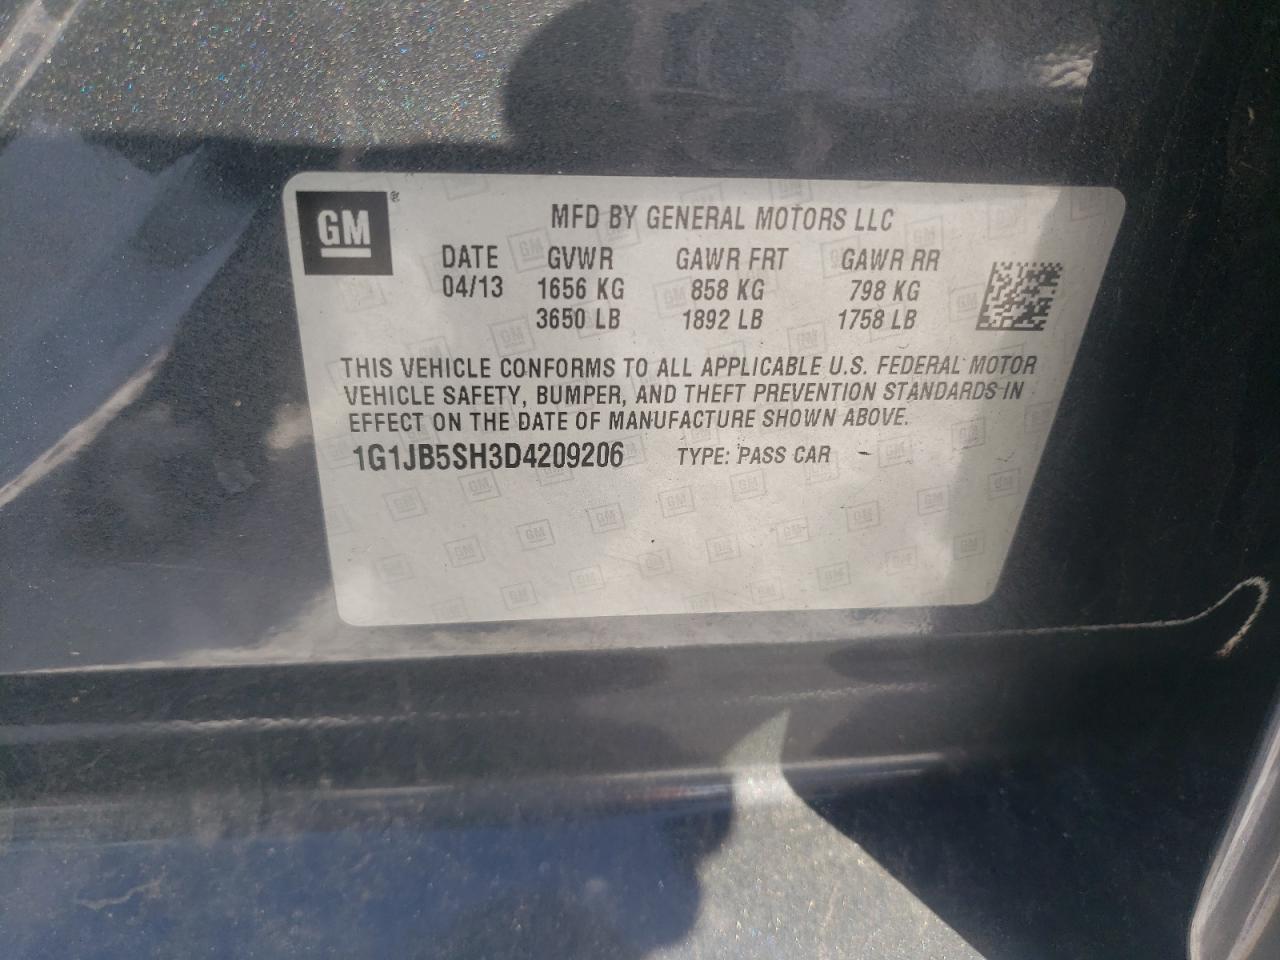 GM ®
MFD BY GENERAL MOTORS LLC
DATE GVWR GAWR FRT GAWR RR
04/13 1656 KG 858 KG 798 KG
3650 LB 1892 LB 1758 LB
THIS VEHICLE CONFORMS TO ALL APPLICABLE U.S. FEDERAL MOTOR
VEHICLE SAFETY, BUMPER, AND THEFT PREVENTION STANDARDS IN
EFFECT ON THE DATE OF MANUFACTURE SHOWN ABOVE.
1G1JB5SH3D4209206 TYPE: PASS CAR